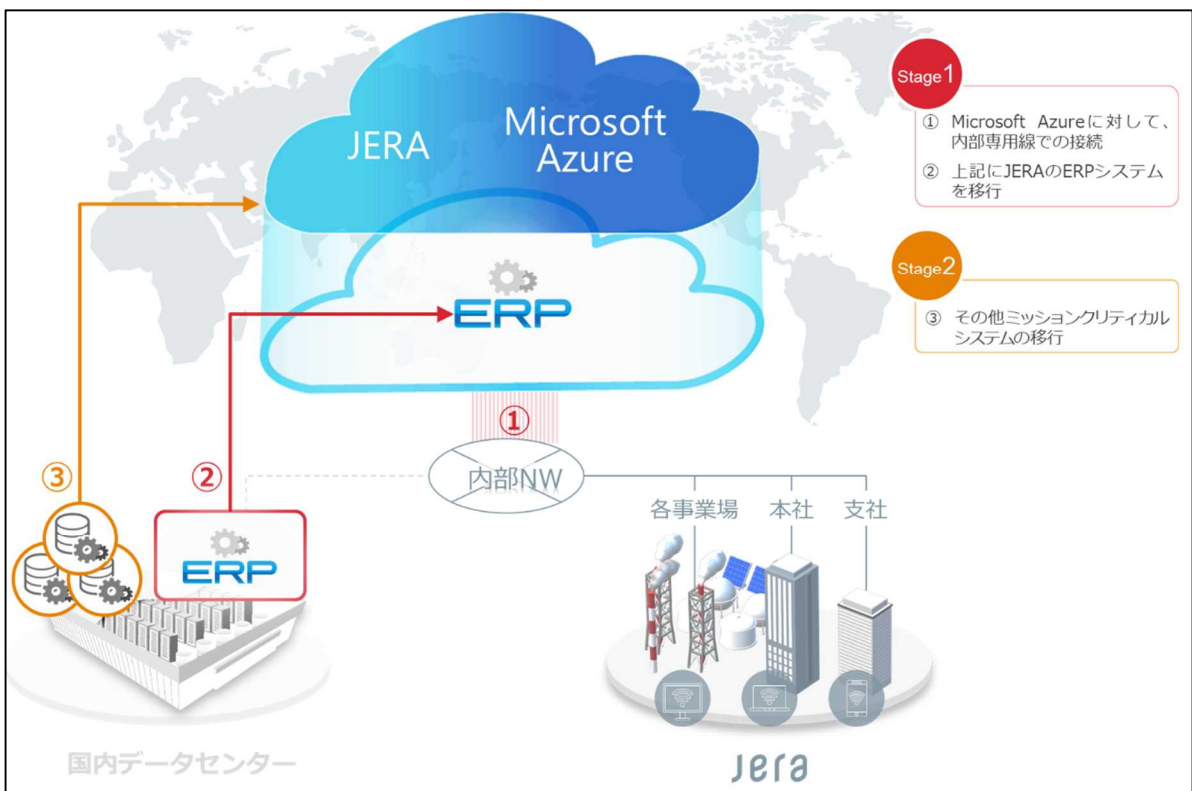 JERA
Microsoft
Azure
ERP
Stage1
① Microsoft Azureに対して、
内部専用線での接続
② 上記にJERAのERPシステム
を移行
Stage2
③ その他ミッションクリティカル
システムの移行
①
②
③
内部NW
各事業場
本社
支社
ERP
国内データセンター
Jera